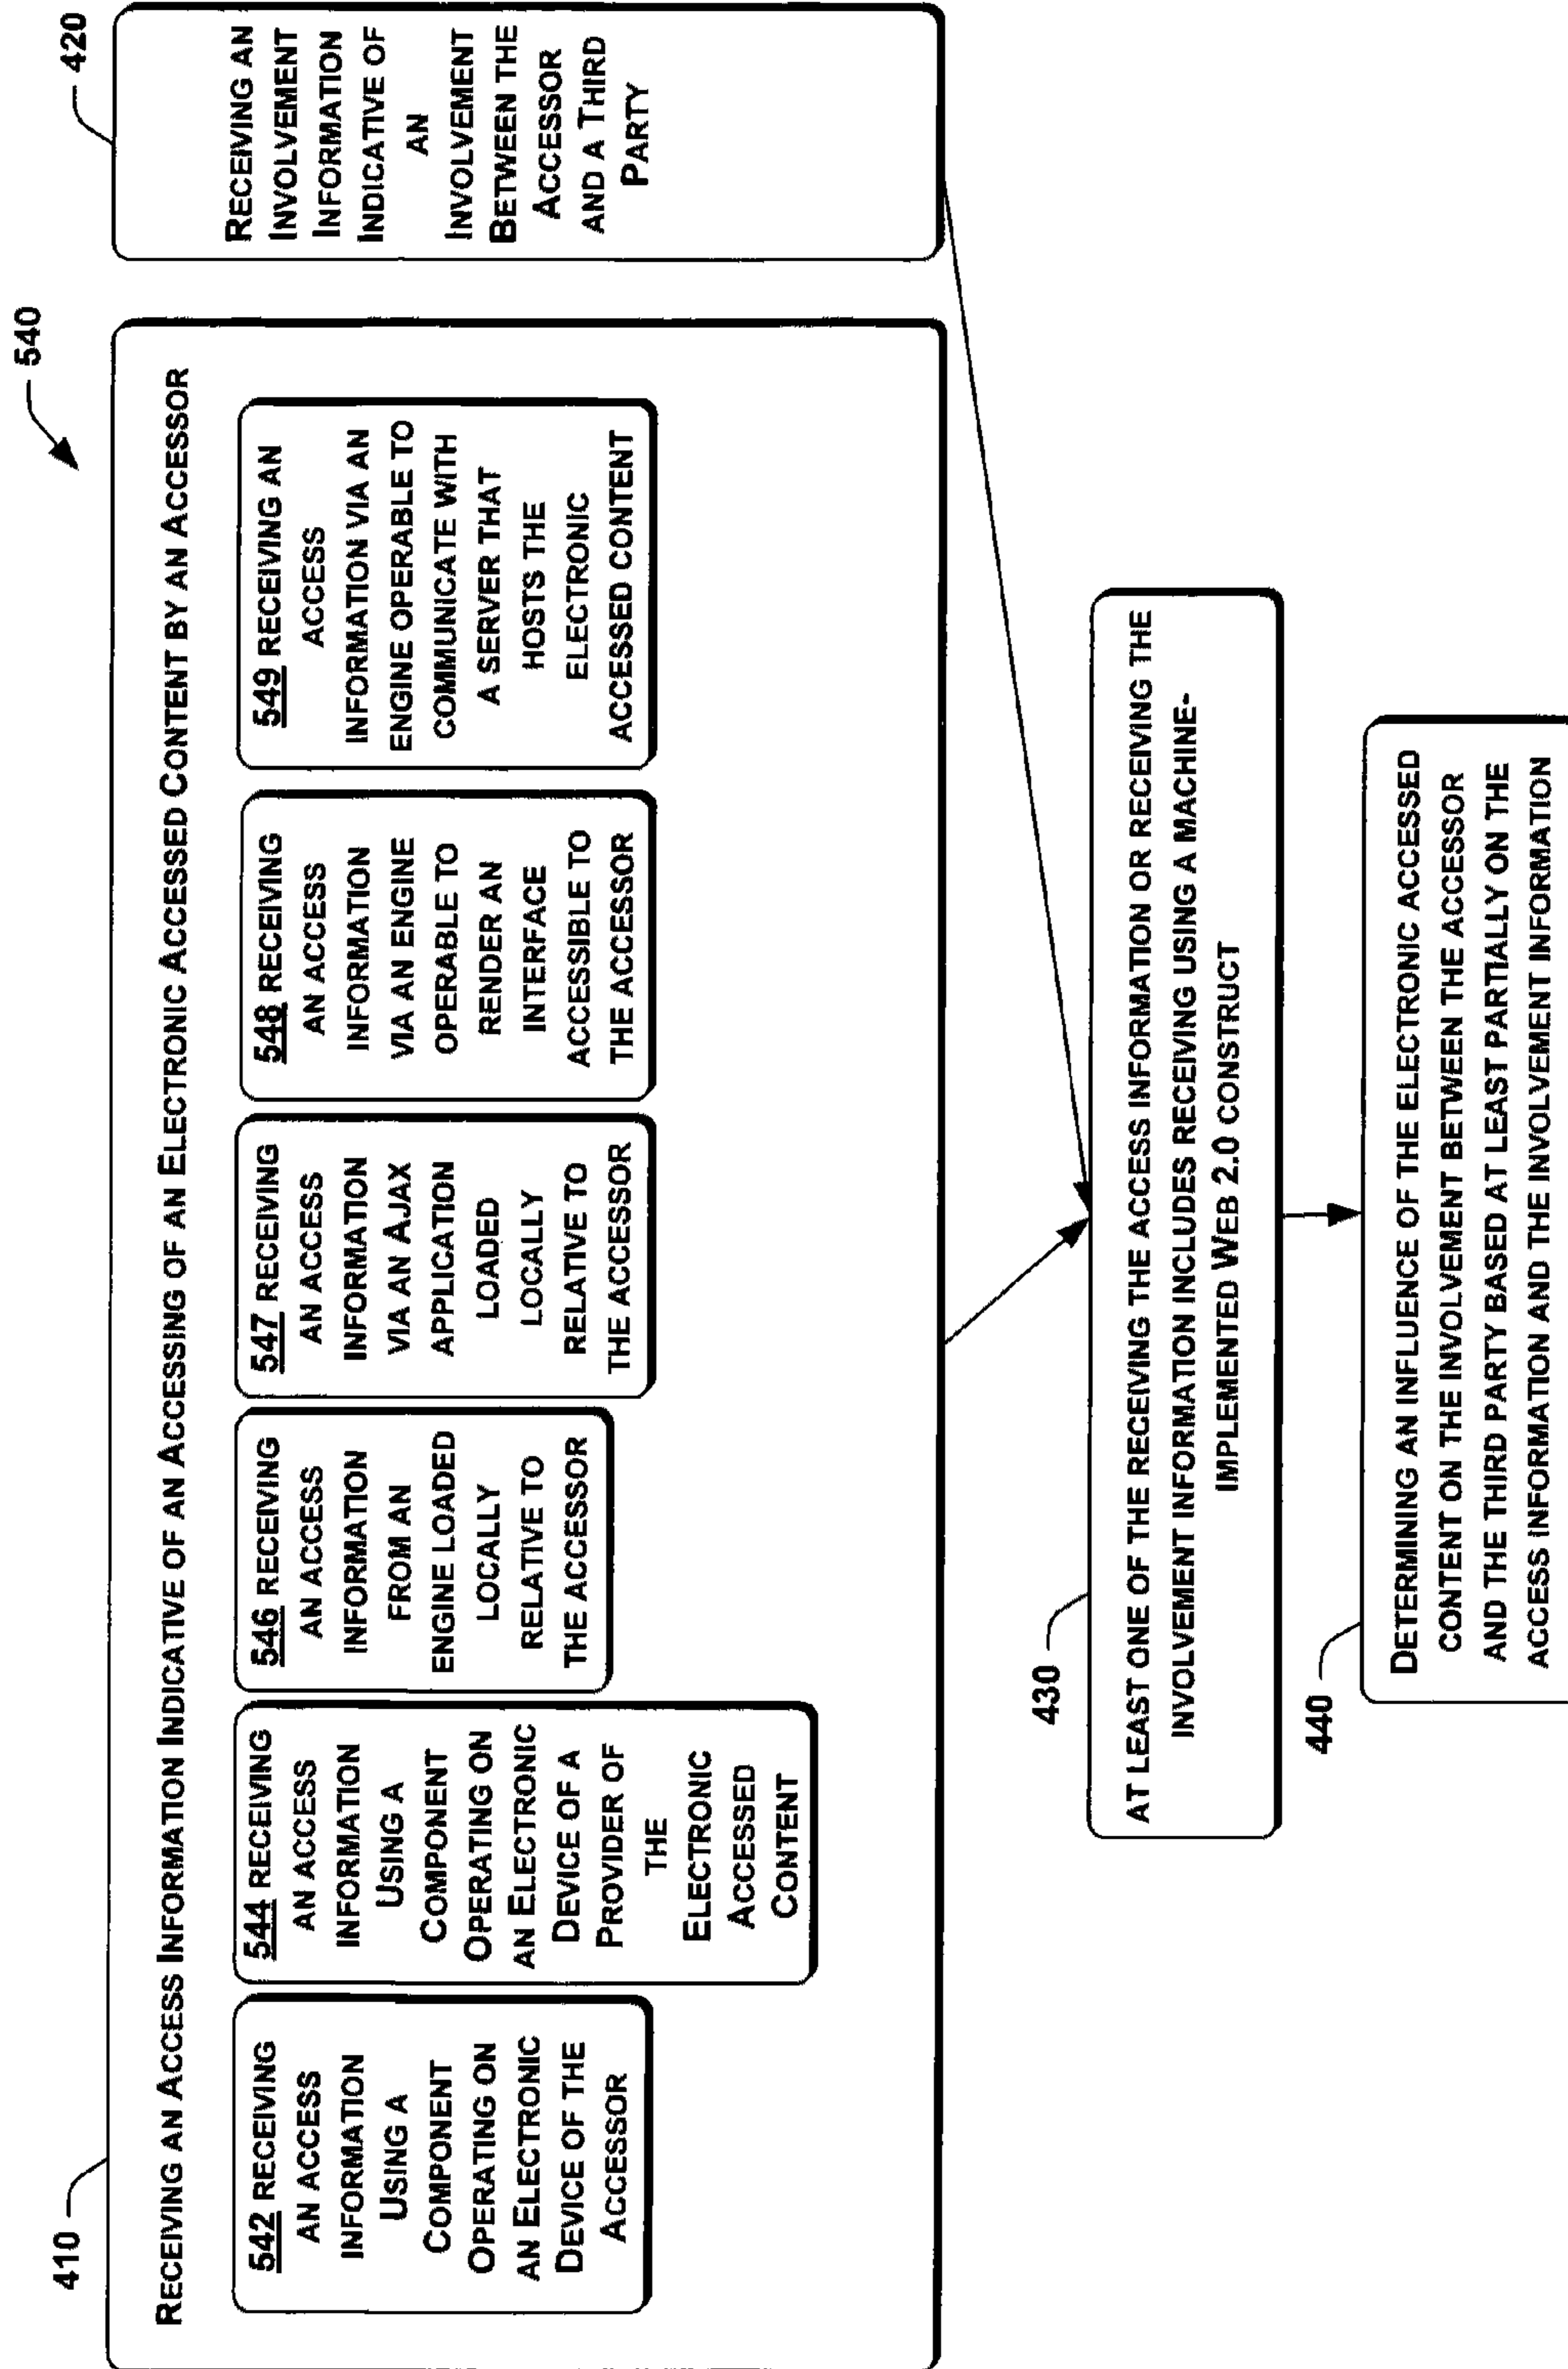 540
410
RECEIVING AN ACCESS INFORMATION INDICATIVE OF AN ACCESSING OF AN ELECTRONIC ACCESSED CONTENT BY AN ACCESSOR
542 RECEIVING
AN ACCESS
INFORMATION
USING A
COMPONENT
OPERATING ON
AN ELECTRONIC
DEVICE OF THE
ACCESSOR
544 RECEIVING
AN ACCESS
INFORMATION
USING A
COMPONENT
OPERATING ON
AN ELECTRONIC
DEVICE OF A
PROVIDER OF
THE
ELECTRONIC
ACCESSED
CONTENT
546 RECEIVING
AN ACCESS
INFORMATION
FROM AN
ENGINE LOADED
LOCALLY
RELATIVE TO
THE ACCESSOR
547 RECEIVING
AN ACCESS
INFORMATION
VIA AN AJAX
APPLICATION
LOADED
LOCALLY
RELATIVE TO
THE ACCESSOR
548 RECEIVING
AN ACCESS
INFORMATION
VIA AN ENGINE
OPERABLE TO
RENDER AN
INTERFACE
ACCESSIBLE TO
THE ACCESSOR
549 RECEIVING AN
ACCESS
INFORMATION VIA AN
ENGINE OPERABLE TO
COMMUNICATE WITH
A SERVER THAT
HOSTS THE
ELECTRONIC
ACCESSED CONTENT
420
RECEIVING AN
INVOLVEMENT
INFORMATION
INDICATIVE OF
AN
INVOLVEMENT
BETWEEN THE
ACCESSOR
AND A THIRD
PARTY
430
AT LEAST ONE OF THE RECEIVING THE ACCESS INFORMATION OR RECEIVING THE
INVOLVEMENT INFORMATION INCLUDES RECEIVING USING A MACHINE-
IMPLEMENTED WEB 2.0 CONSTRUCT
440
DETERMINING AN INFLUENCE OF THE ELECTRONIC ACCESSED
CONTENT ON THE INVOLVEMENT BETWEEN THE ACCESSOR
AND THE THIRD PARTY BASED AT LEAST PARTIALLY ON THE
ACCESS INFORMATION AND THE INVOLVEMENT INFORMATION